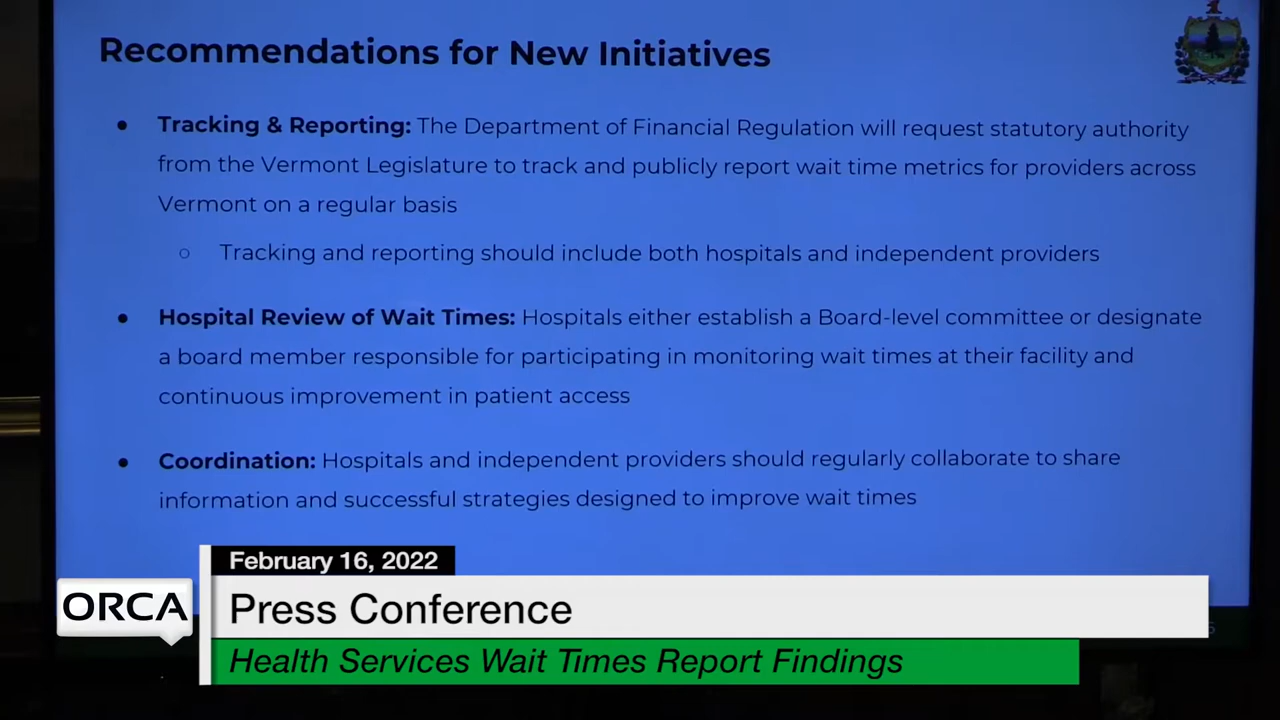 Recommendations for New Initiatives
● Tracking & Reporting: The Department of Financial Regulation will request statutory authority
from the Vermont Legislature to track and publicly report wait time metrics for providers across
Vermont on a regular basis
○ Tracking and reporting should include both hospitals and independent providers
● Hospital Review of Wait Times: Hospitals either establish a Board-level committee or designate
a board member responsible for participating in monitoring wait times at their facility and
continuous improvement in patient access
● Coordination: Hospitals and independent providers should regularly collaborate to share
information and successful strategies designed to improve wait times
February 16, 2022
ORCA
Press Conference
Health Services Wait Times Report Findings